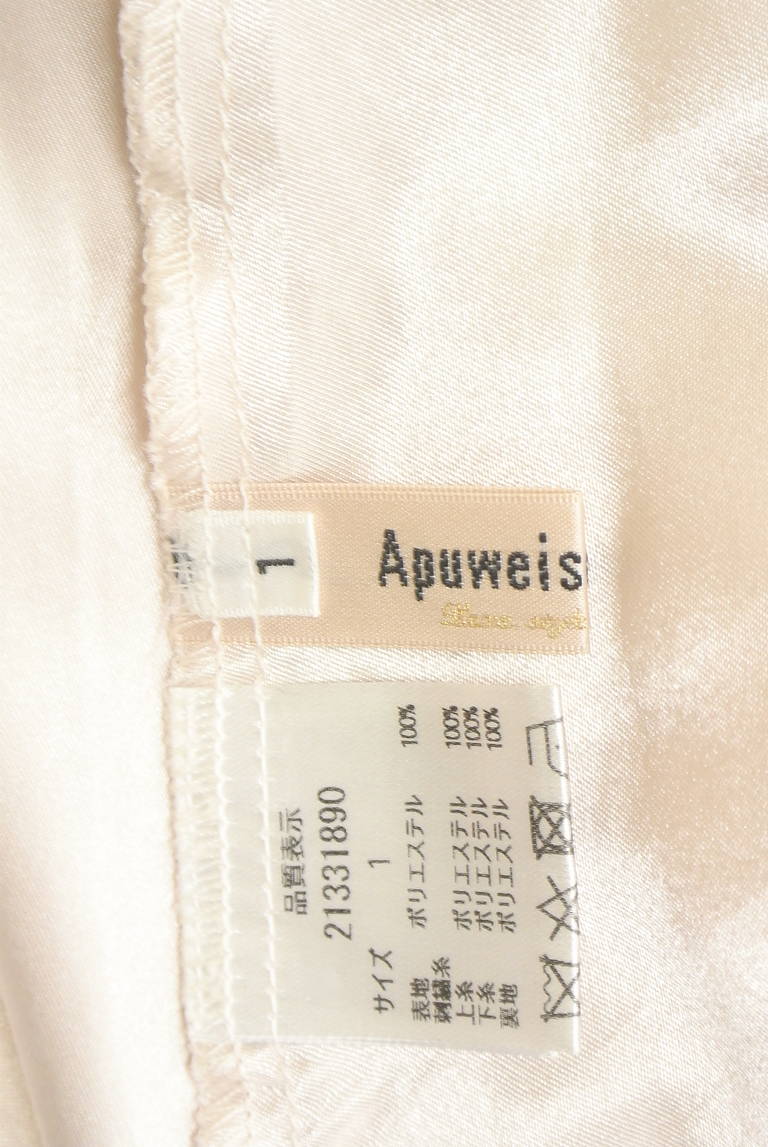 1
Apuweis
品質表示
21331890
サイズ 1
表地 ポリエステル 100%
刺繍糸
上糸 ポリエステル 100%
下糸 ポリエステル 100%
裏地 ポリエステル 100%